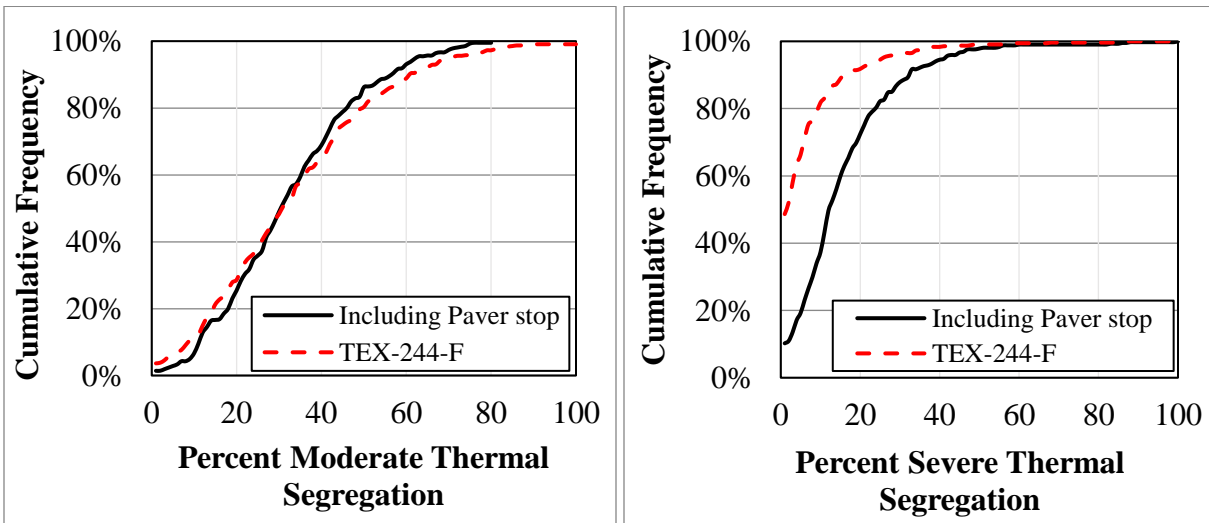 100%
80%
60%
40%
20%
0%
Cumulative Frequency
Including Paver stop
TEX-244-F
0 20 40 60 80 100
Percent Moderate Thermal
Segregation
100%
80%
60%
40%
20%
0%
Cumulative Frequency
Including Paver stop
TEX-244-F
0 20 40 60 80 100
Percent Severe Thermal
Segregation